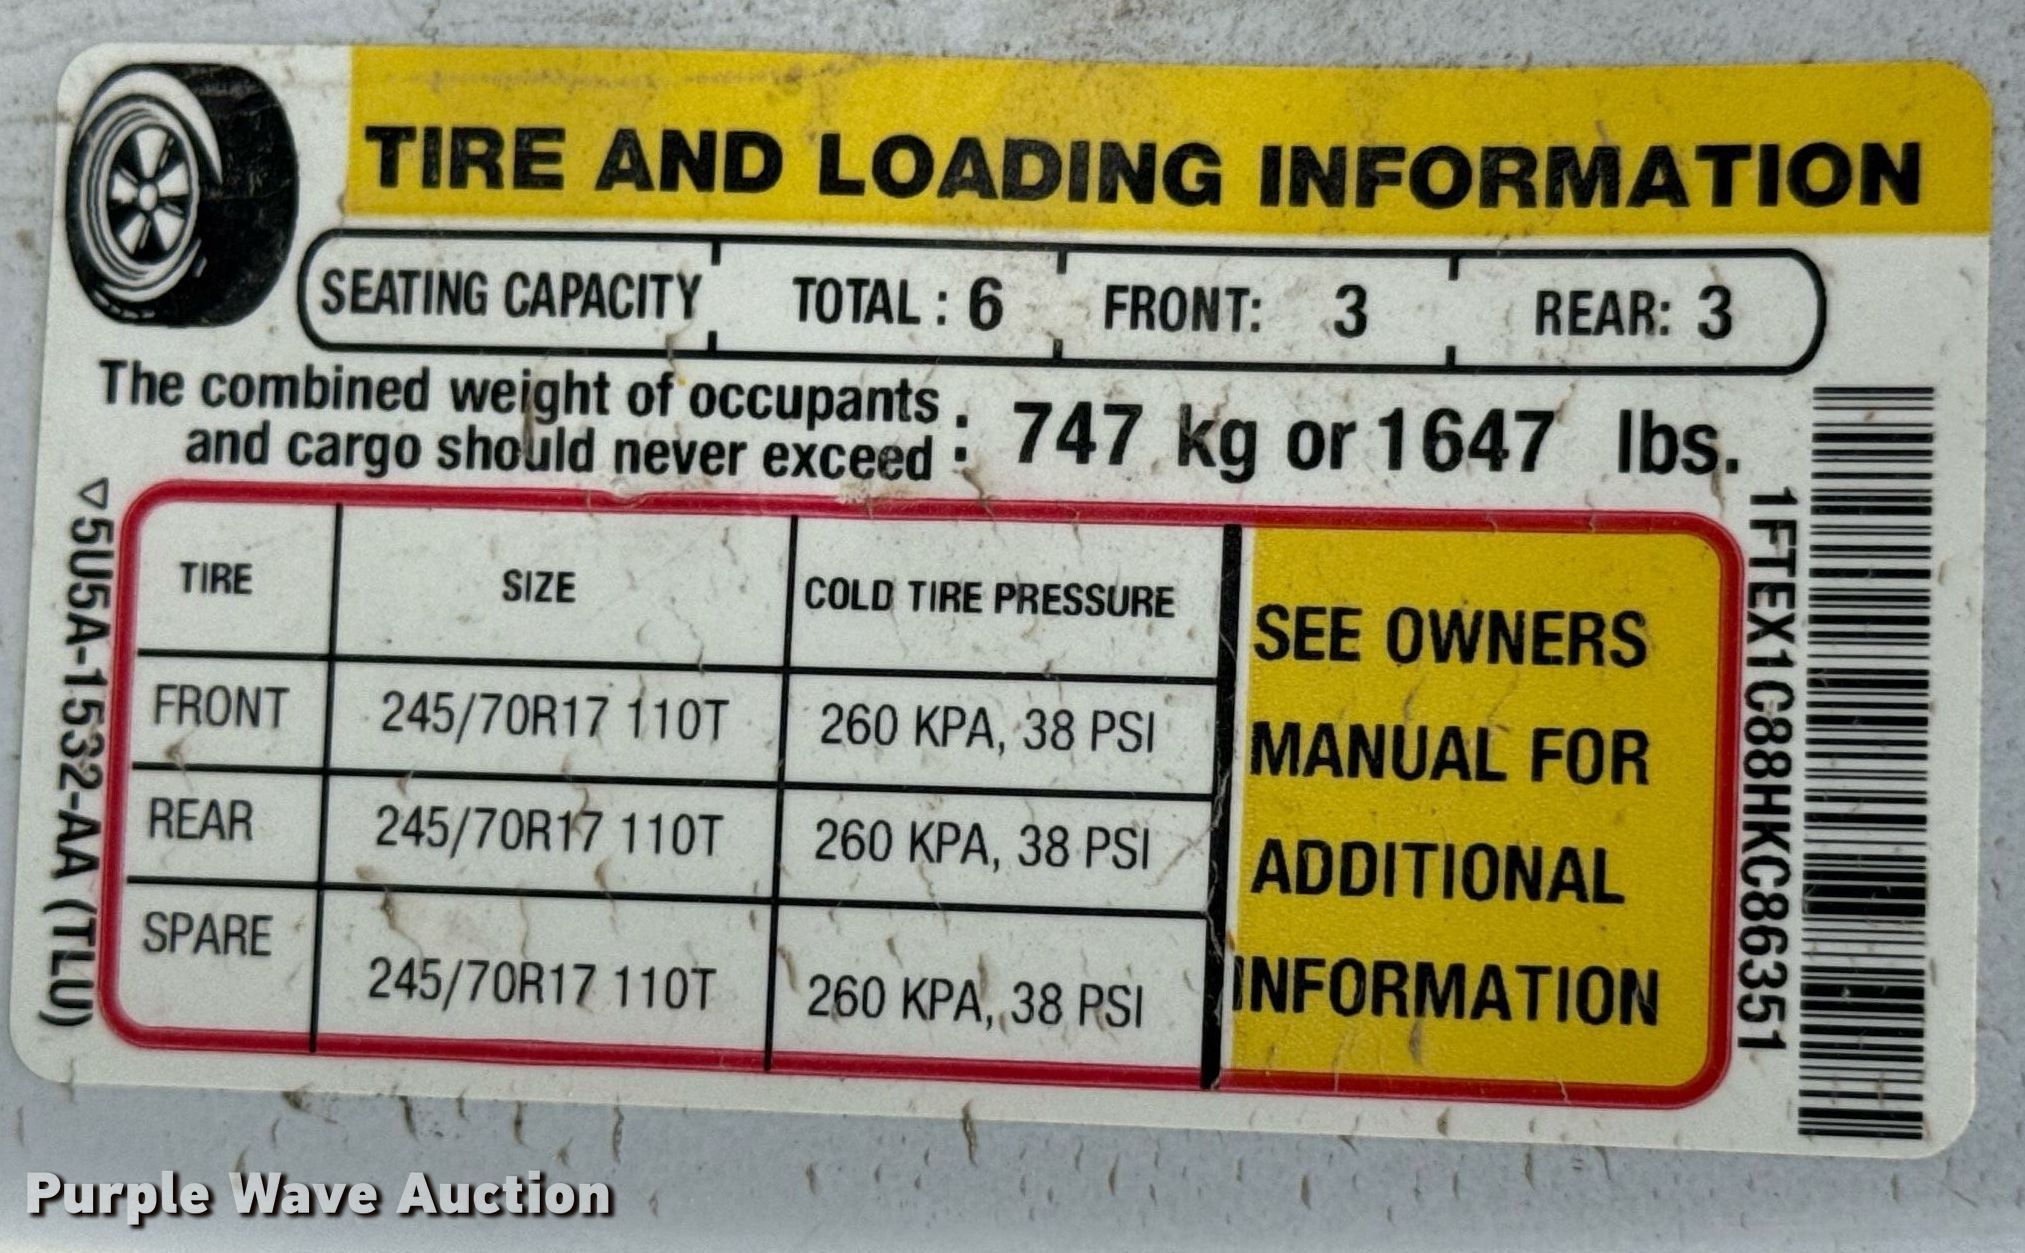 TIRE AND LOADING INFORMATION
SEATING CAPACITY TOTAL : 6 FRONT: 3 REAR: 3
The combined weight of occupants
and cargo should never exceed : 747 kg or 1647 lbs.
TIRE SIZE COLD TIRE PRESSURE
FRONT 245/70R17 110T 260 KPA, 38 PSI
REAR 245/70R17 110T 260 KPA, 38 PSI
SPARE 245/70R17 110T 260 KPA, 38 PSI
SEE OWNERS
MANUAL FOR
ADDITIONAL
INFORMATION
5U5A-1532-AA (TLU)
1FTEX1C88HKC86351
Purple Wave Auction